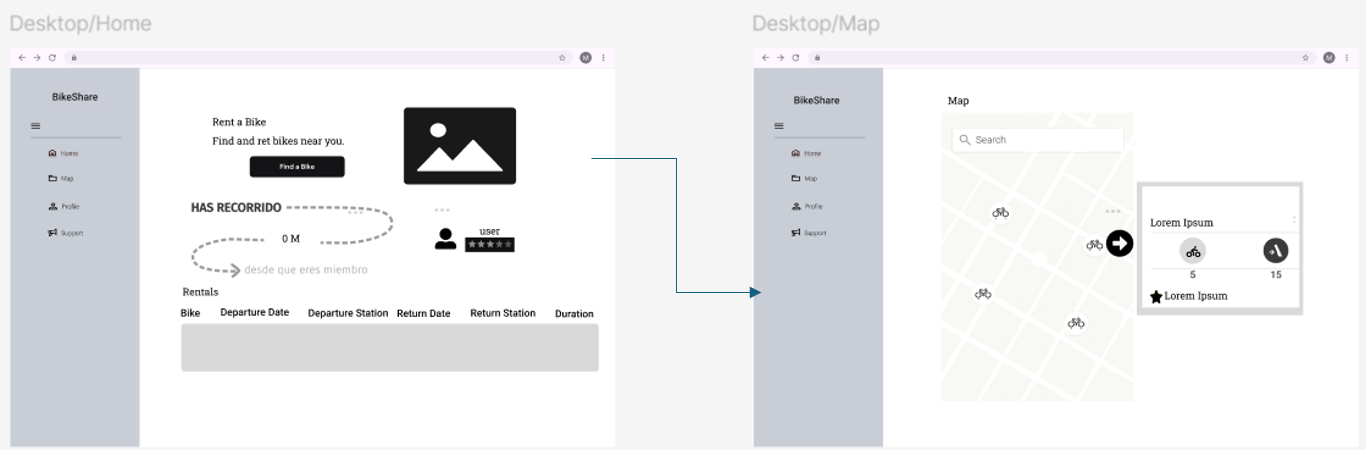 Desktop/Home
M
BikeShare
Home
Map
Profile
Support
Rent a Bike
Find and ret bikes near you.
Find a Bike
HAS RECORRIDO
0 M
desde que eres miembro
user
Rentals
Bike Departure Date Departure Station Return Date Return Station Duration
Desktop/Map
M
BikeShare
Home
Map
Profile
Support
Map
Search
Lorem Ipsum
5 15
Lorem Ipsum